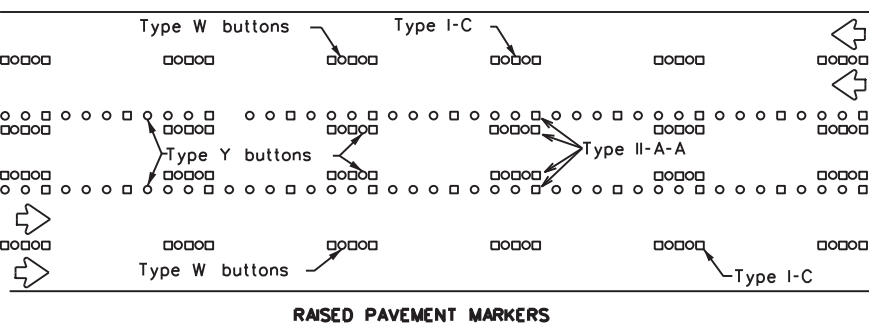 Type W buttons
Type I-C
Type Y buttons
Type II-A-A
Type W buttons
Type I-C
RAISED PAVEMENT MARKERS